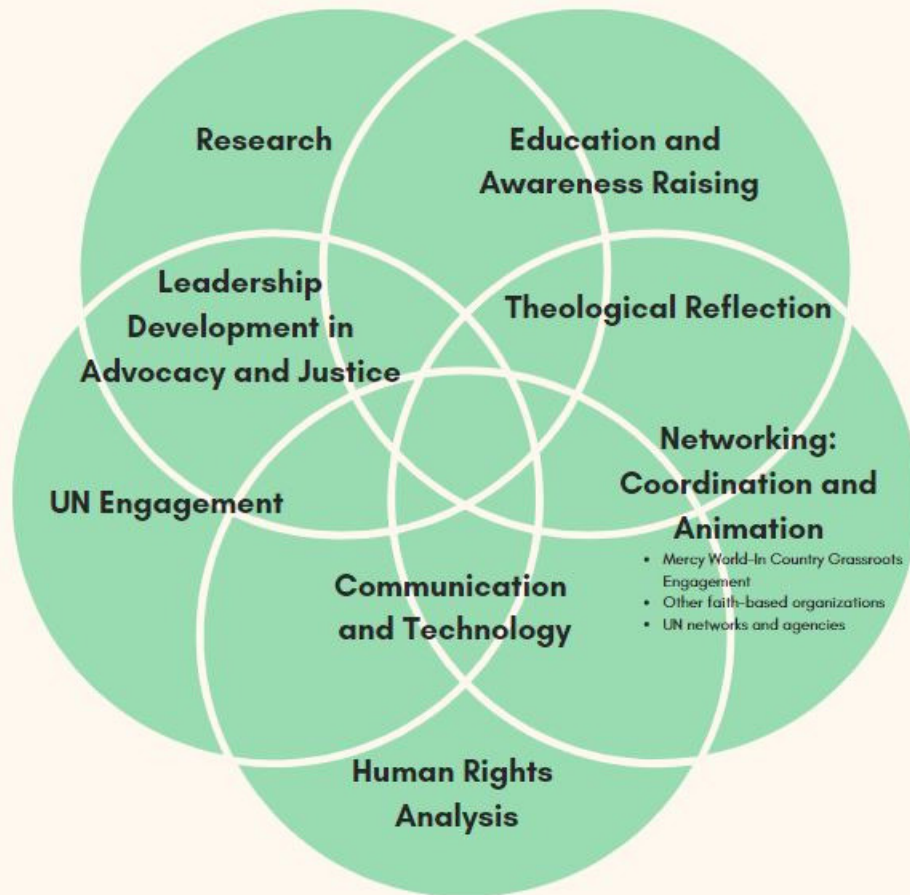 Research
Education and
Awareness Raising
Leadership
Development in
Advocacy and Justice
Theological Reflection
UN Engagement
Networking:
Coordination and
Animation
• Mercy World-In Country Grassroots
Engagement
• Other faith-based organizations
• UN networks and agencies
Communication
and Technology
Human Rights
Analysis